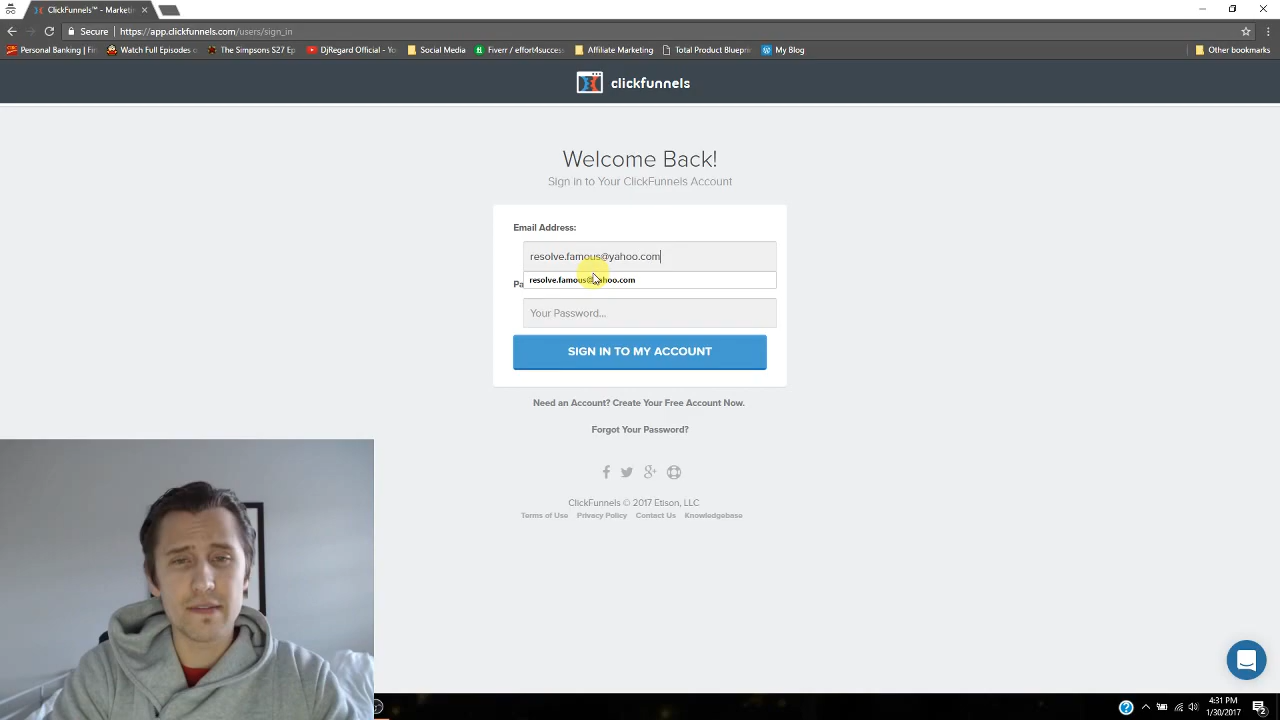 ClickFunnels™ - Marketin
Secure
https://app.clickfunnels.com/users/sign_in
Personal Banking | Fin
Watch Full Episodes o
The Simpsons S27 Ep
DjRegard Official - Yo
Social Media
Fiverr / effort4success
Affiliate Marketing
Total Product Bluepri
My Blog
Other bookmarks
clickfunnels
Welcome Back!
Sign in to Your ClickFunnels Account
Email Address:
resolve.famous@yahoo.com
resolve.famous@yahoo.com
Pa
Your Password...
SIGN IN TO MY ACCOUNT
Need an Account? Create Your Free Account Now.
Forgot Your Password?
ClickFunnels © 2017 Etison, LLC
Terms of Use Privacy Policy Contact Us Knowledgebase
4:31 PM
1/30/2017
2